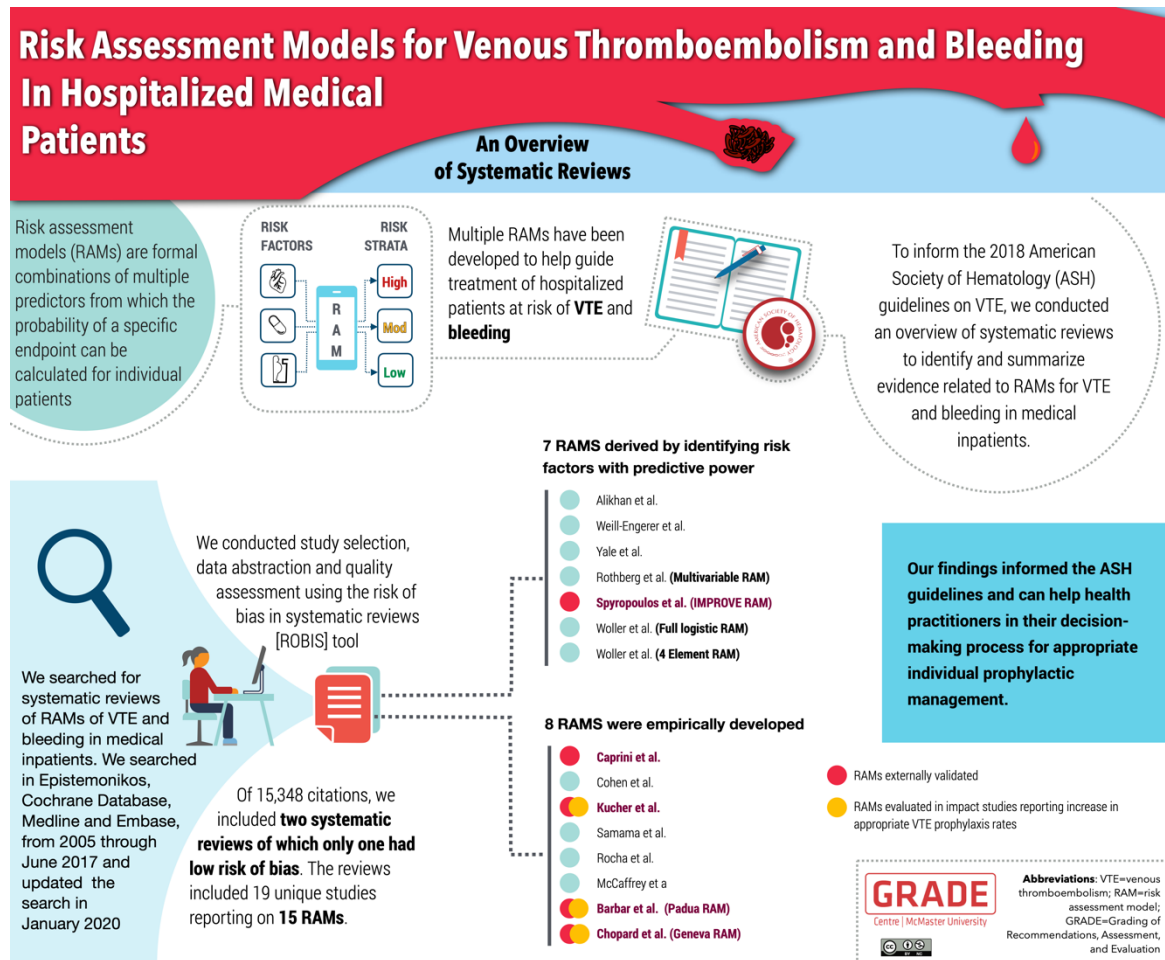 Risk Assessment Models for Venous Thromboembolism and Bleeding
In Hospitalized Medical
Patients
An Overview
of Systematic Reviews
Risk assessment
models (RAMs) are formal
combinations of multiple
predictors from which the
probability of a specific
endpoint can be
calculated for individual
patients
RISK
FACTORS
RISK
STRATA
R
A
M
High
Mod
Low
Multiple RAMs have been
developed to help guide
treatment of hospitalized
patients at risk of VTE and
bleeding
To inform the 2018 American
Society of Hematology (ASH)
guidelines on VTE, we conducted
an overview of systematic reviews
to identify and summarize
evidence related to RAMs for VTE
and bleeding in medical
inpatients.
We searched for
systematic reviews
of RAMs of VTE and
bleeding in medical
inpatients. We searched
in Epistemonikos,
Cochrane Database,
Medline and Embase,
from 2005 through
June 2017 and
updated the
search in
January 2020
We conducted study selection,
data abstraction and quality
assessment using the risk of
bias in systematic reviews
[ROBIS] tool
Of 15,348 citations, we
included two systematic
reviews of which only one had
low risk of bias. The reviews
included 19 unique studies
reporting on 15 RAMs.
7 RAMS derived by identifying risk
factors with predictive power
Alikhan et al.
Weill-Engerer et al.
Yale et al.
Rothberg et al. (Multivariable RAM)
Spyropoulos et al. (IMPROVE RAM)
Woller et al. (Full logistic RAM)
Woller et al. (4 Element RAM)
8 RAMS were empirically developed
Caprini et al.
Cohen et al.
Kucher et al.
Samama et al.
Rocha et al.
McCaffrey et a
Barbar et al. (Padua RAM)
Chopard et al. (Geneva RAM)
Our findings informed the ASH
guidelines and can help health
practitioners in their decision-
making process for appropriate
individual prophylactic
management.
RAMs externally validated
RAMs evaluated in impact studies reporting increase in
appropriate VTE prophylaxis rates
GRADE
Centre | McMaster University
Abbreviations: VTE=venous
thromboembolism; RAM=risk
assessment model;
GRADE=Grading of
Recommendations, Assessment,
and Evaluation